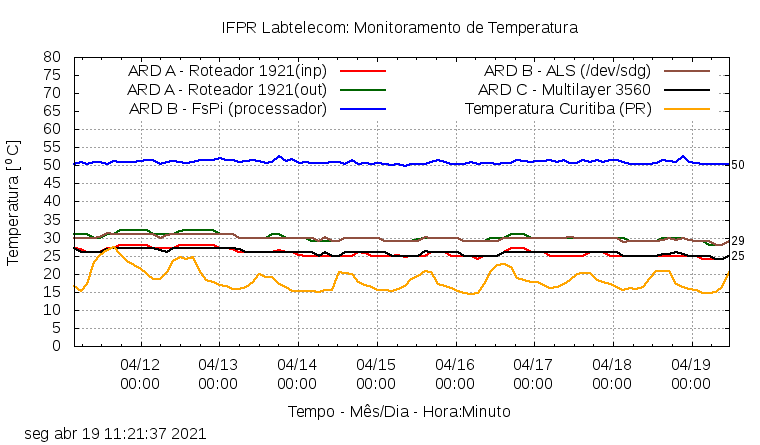 IFPR Labtelecom: Monitoramento de Temperatura
80
75
70
65
60
55
50
45
40
35
30
25
20
15
10
5
0
Temperatura [ºC]
ARD A - Roteador 1921(inp)
ARD A - Roteador 1921(out)
ARD B - FsPi (processador)
ARD B - ALS (/dev/sdg)
ARD C - Multilayer 3560
Temperatura Curitiba (PR)
50
29
25
04/12 04/13 04/14 04/15 04/16 04/17 04/18 04/19
00:00 00:00 00:00 00:00 00:00 00:00 00:00 00:00
Tempo - Mês/Dia - Hora:Minuto
seg abr 19 11:21:37 2021